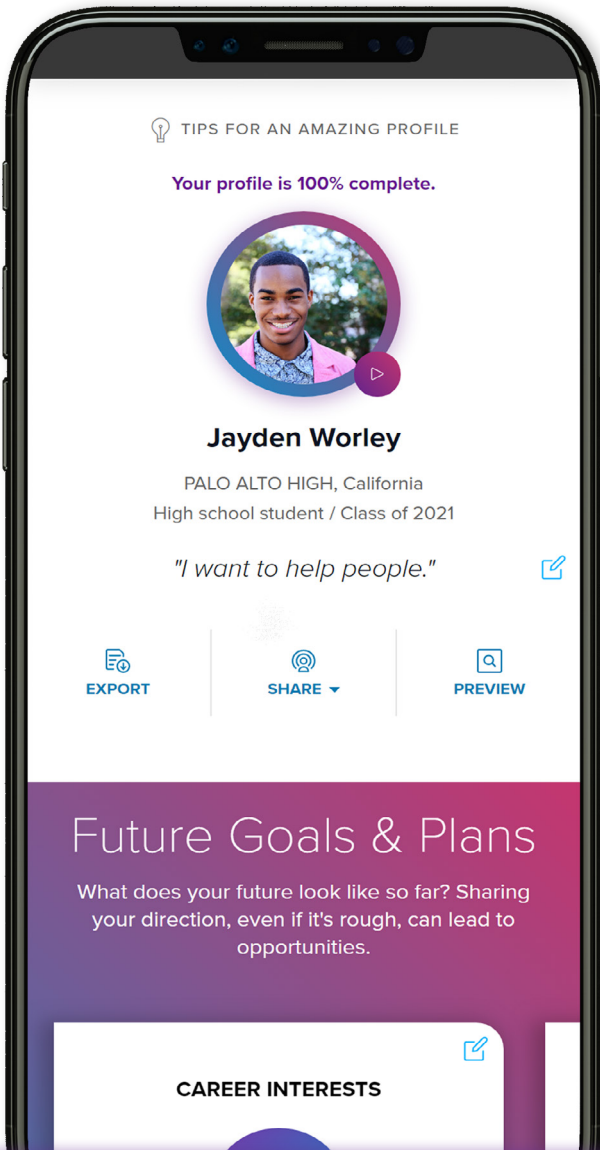 TIPS FOR AN AMAZING PROFILE
Your profile is 100% complete.
Jayden Worley
PALO ALTO HIGH, California
High school student / Class of 2021
"I want to help people."
EXPORT
SHARE
PREVIEW
Future Goals & Plans
What does your future look like so far? Sharing
your direction, even if it's rough, can lead to
opportunities.
CAREER INTERESTS